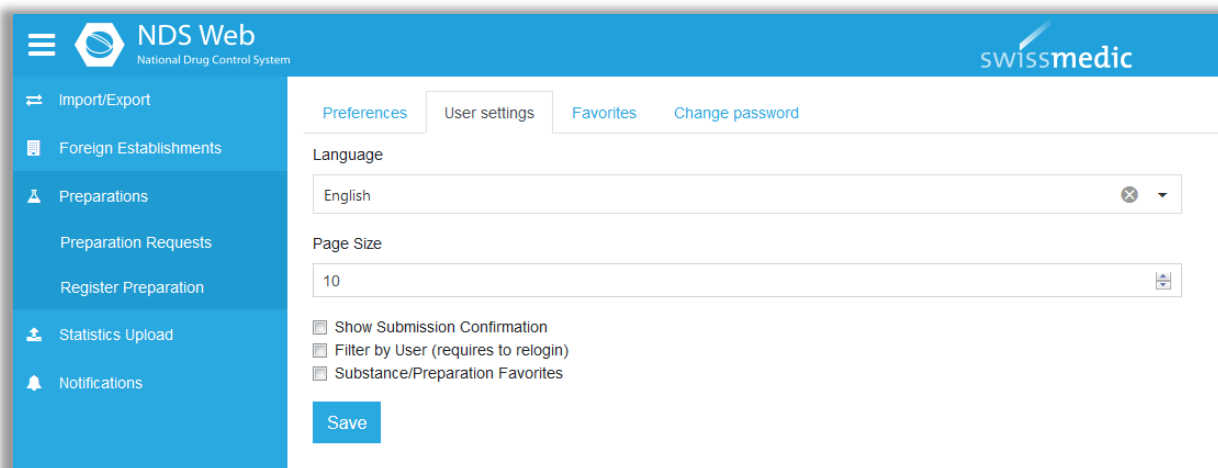 NDS Web
National Drug Control System
swissmedic
Import/Export
Foreign Establishments
Preparations
Preparation Requests
Register Preparation
Statistics Upload
Notifications
Preferences User settings Favorites Change password
Language
English
Page Size
10
Show Submission Confirmation
Filter by User (requires to relogin)
Substance/Preparation Favorites
Save